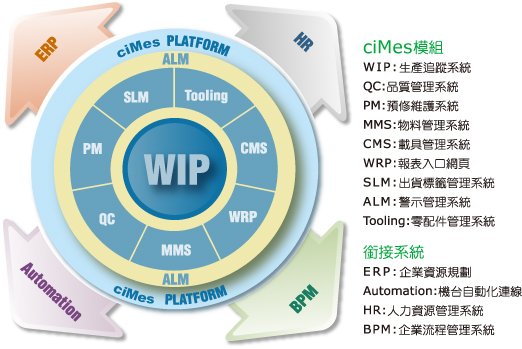 ERP
HR
ciMes PLATFORM
ALM
SLM
Tooling
PM
CMS
WIP
QC
WRP
MMS
ALM
ciMes PLATFORM
Automation
BPM
ciMes模組
WIP:生產追蹤系統
QC:品質管理系統
PM:預修維護系統
MMS:物料管理系統
CMS:載具管理系統
WRP:報表入口網頁
SLM:出貨標籤管理系統
ALM:警示管理系統
Tooling:零配件管理系統
銜接系統
ERP:企業資源規劃
Automation:機台自動化連線
HR:人力資源管理系統
BPM:企業流程管理系統